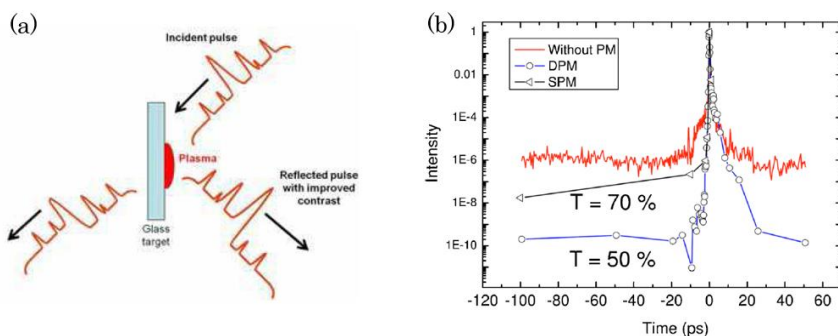 (a)
Incident pulse
Plasma
Reflected pulse
with improved
contrast
Glass
target
(b)
Intensity
1
0.01
1E-4
1E-6
1E-8
1E-10
Without PM
DPM
SPM
T = 70 %
T = 50 %
-120 -100 -80 -60 -40 -20 0 20 40 60
Time (ps)